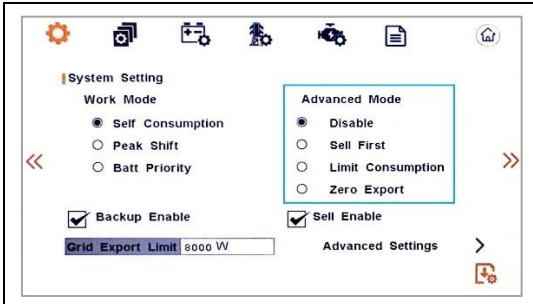 System Setting
Work Mode
Self Consumption
Peak Shift
Batt Priority
Advanced Mode
Disable
Sell First
Limit Consumption
Zero Export
Backup Enable
Sell Enable
Grid Export Limit 8000 W
Advanced Settings